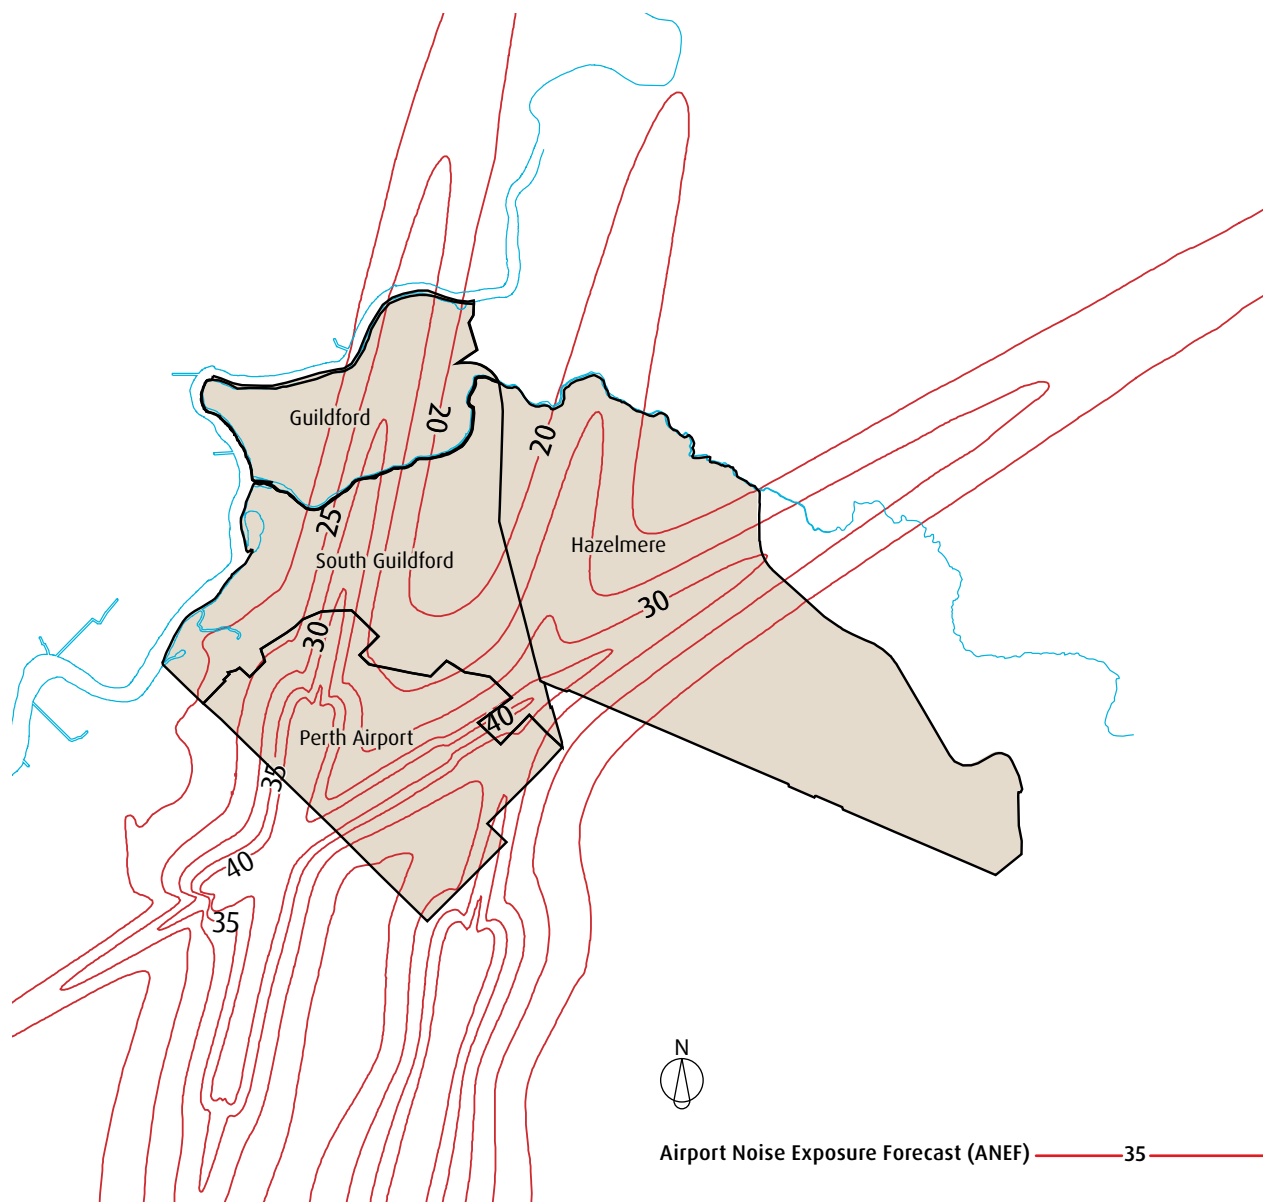 Guildford
20
20
25
South Guildford
Hazelmere
30
30
40
Perth Airport
35
40
35
N
Airport Noise Exposure Forecast (ANEF) 35